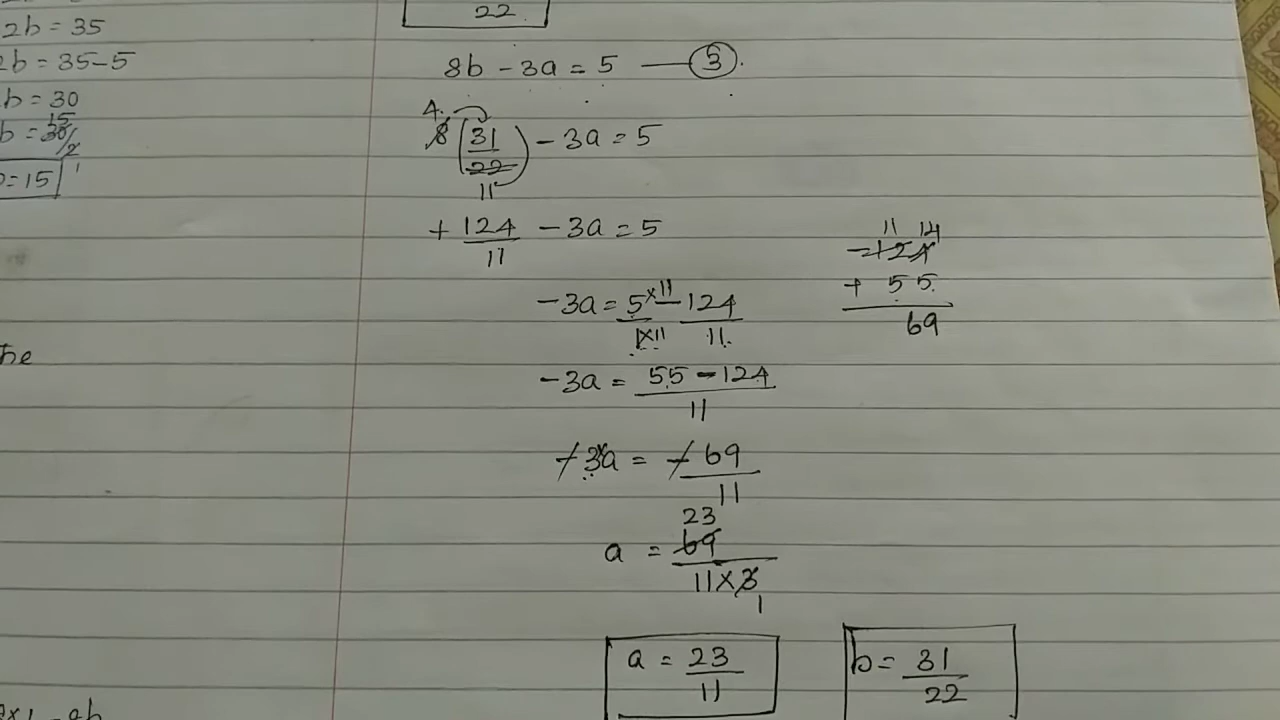 2b = 35
2b = 35-5
b = 30
b = 30/2 15
b=15 1
he
22
8b - 3a = 5 — 3
4
8 (31/22) - 3a = 5
11
+ 124/11 - 3a = 5
-3a = 5×11/1×11 - 124/11
-3a = 55 - 124/11
-3a = -69/11
23
a = 69/11×3
1
a = 23/11 b = 31/22
11 14
-124
+ 55
69